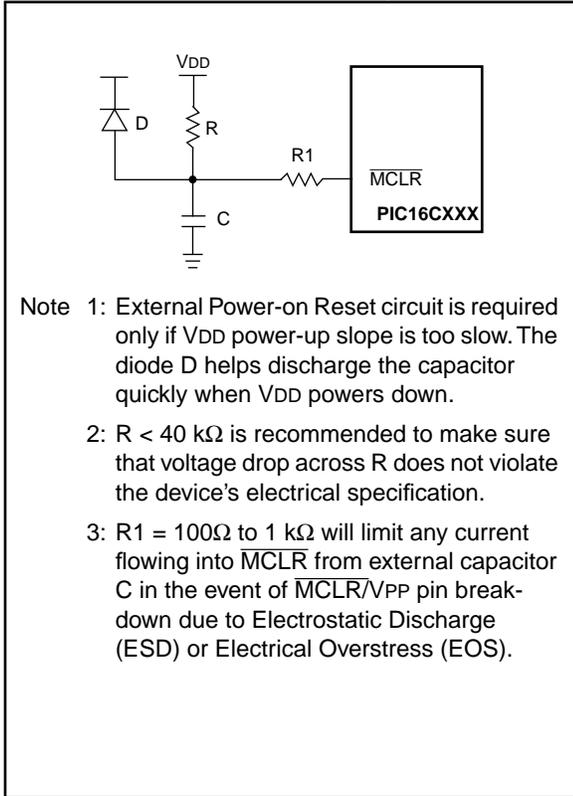 VDD
D
R
R1
MCLR
C
PIC16CXXX
Note 1: External Power-on Reset circuit is required
only if VDD power-up slope is too slow. The
diode D helps discharge the capacitor
quickly when VDD powers down.
2: R < 40 kΩ is recommended to make sure
that voltage drop across R does not violate
the device's electrical specification.
3: R1 = 100Ω to 1 kΩ will limit any current
flowing into MCLR from external capacitor
C in the event of MCLR/VPP pin break-
down due to Electrostatic Discharge
(ESD) or Electrical Overstress (EOS).